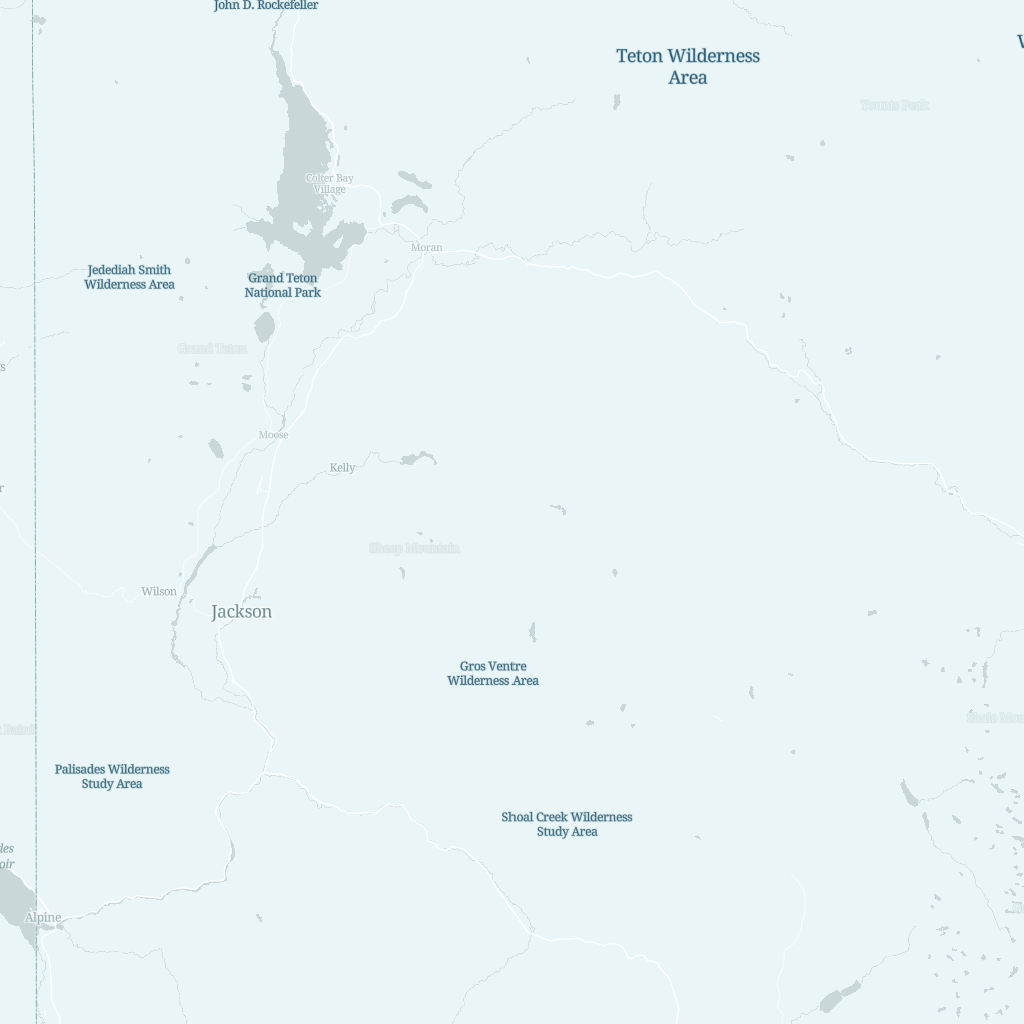 John D. Rockefeller
Teton Wilderness
Area
Younts Peak
Colter Bay
Village
Moran
Jedediah Smith
Wilderness Area
Grand Teton
National Park
Grand Teton
Moose
Kelly
Sheep Mountain
Wilson
Jackson
Gros Ventre
Wilderness Area
Palisades Wilderness
Study Area
Shoal Creek Wilderness
Study Area
Alpine